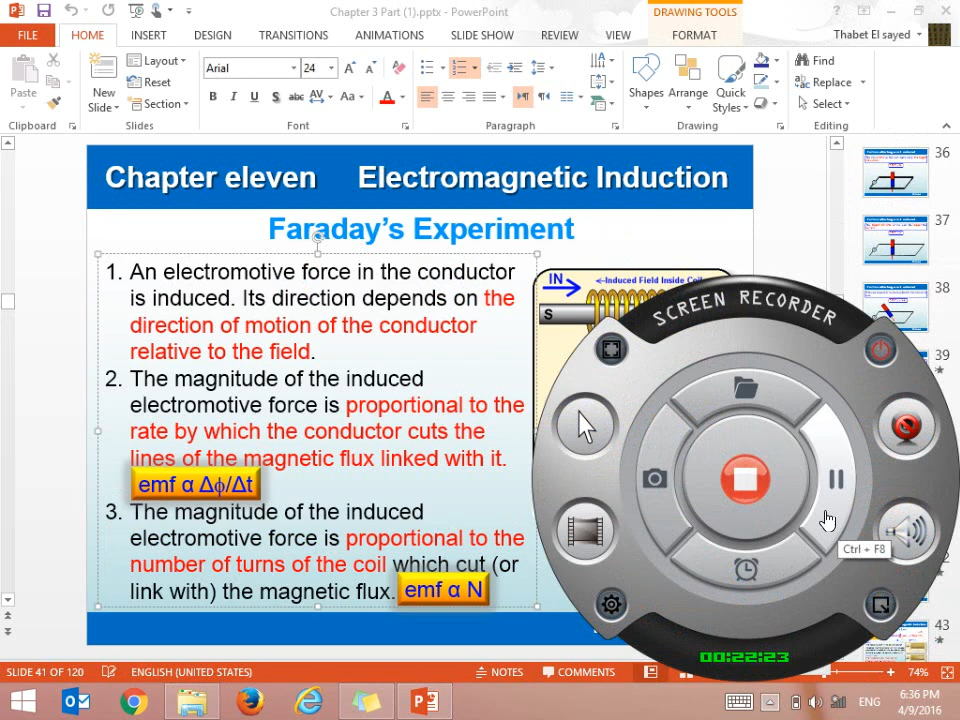 Chapter 3 Part (1).pptx - PowerPoint
DRAWING TOOLS
?
FILE
HOME
INSERT
DESIGN
TRANSITIONS
ANIMATIONS
SLIDE SHOW
REVIEW
VIEW
FORMAT
Thabet El sayed
Paste
New
Slide
Layout
Reset
Section
Arial
24
B I U S abc AV Aa A
Shapes
Arrange
Quick
Styles
Find
Replace
Select
Clipboard
Slides
Font
Paragraph
Drawing
Editing
Chapter eleven Electromagnetic Induction
Faraday's Experiment
1. An electromotive force in the conductor
is induced. Its direction depends on the
direction of motion of the conductor
relative to the field.
2. The magnitude of the induced
electromotive force is proportional to the
rate by which the conductor cuts the
lines of the magnetic flux linked with it.
emf α Δϕ/Δt
3. The magnitude of the induced
electromotive force is proportional to the
number of turns of the coil which cut (or
link with) the magnetic flux.
emf α N
IN
<-Induced Field Inside Coil
S
SCREEN RECORDER
Ctrl + F8
00:22:23
36
37
38
39
43
SLIDE 41 OF 120
ENGLISH (UNITED STATES)
NOTES
COMMENTS
74%
ENG
6:36 PM
4/9/2016